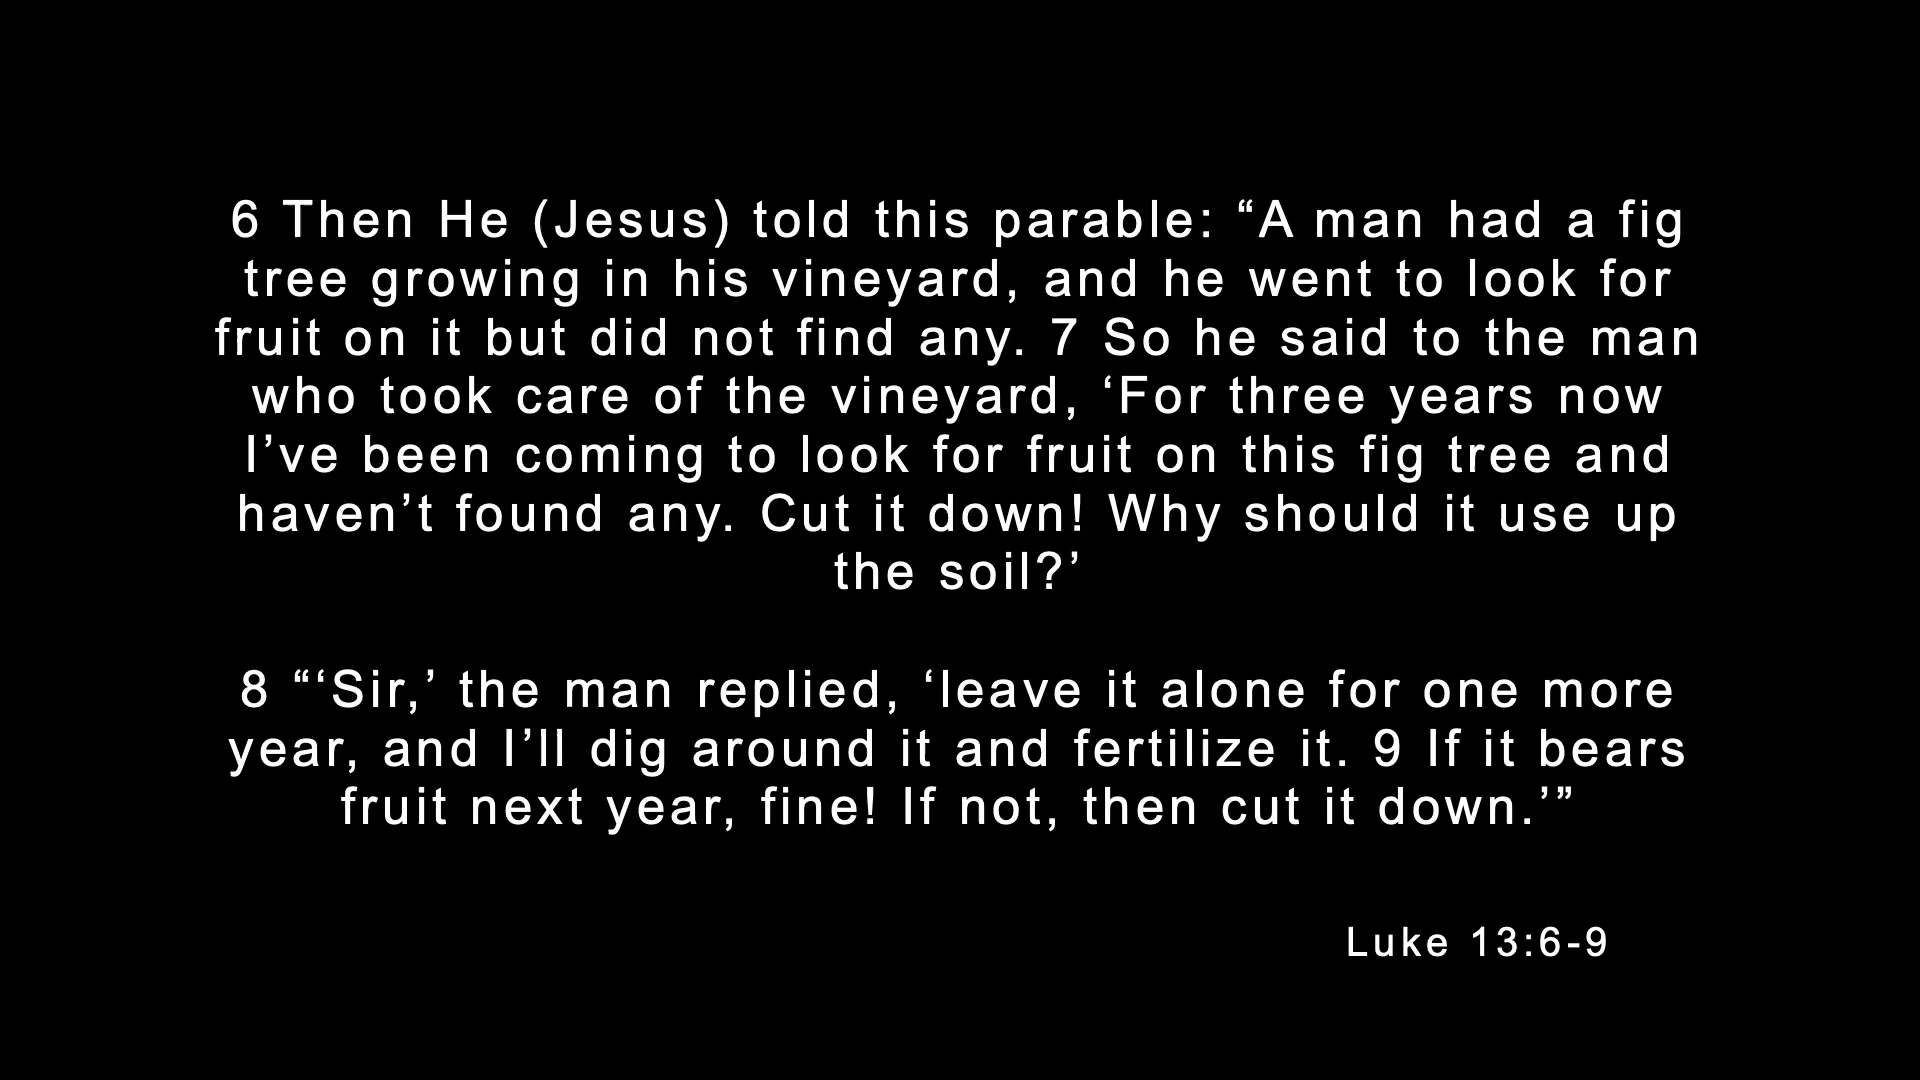 6 Then He (Jesus) told this parable: “A man had a fig
tree growing in his vineyard, and he went to look for
fruit on it but did not find any. 7 So he said to the man
who took care of the vineyard, ‘For three years now
I’ve been coming to look for fruit on this fig tree and
haven’t found any. Cut it down! Why should it use up
the soil?’
8 “‘Sir,’ the man replied, ‘leave it alone for one more
year, and I’ll dig around it and fertilize it. 9 If it bears
fruit next year, fine! If not, then cut it down.’”
Luke 13:6-9